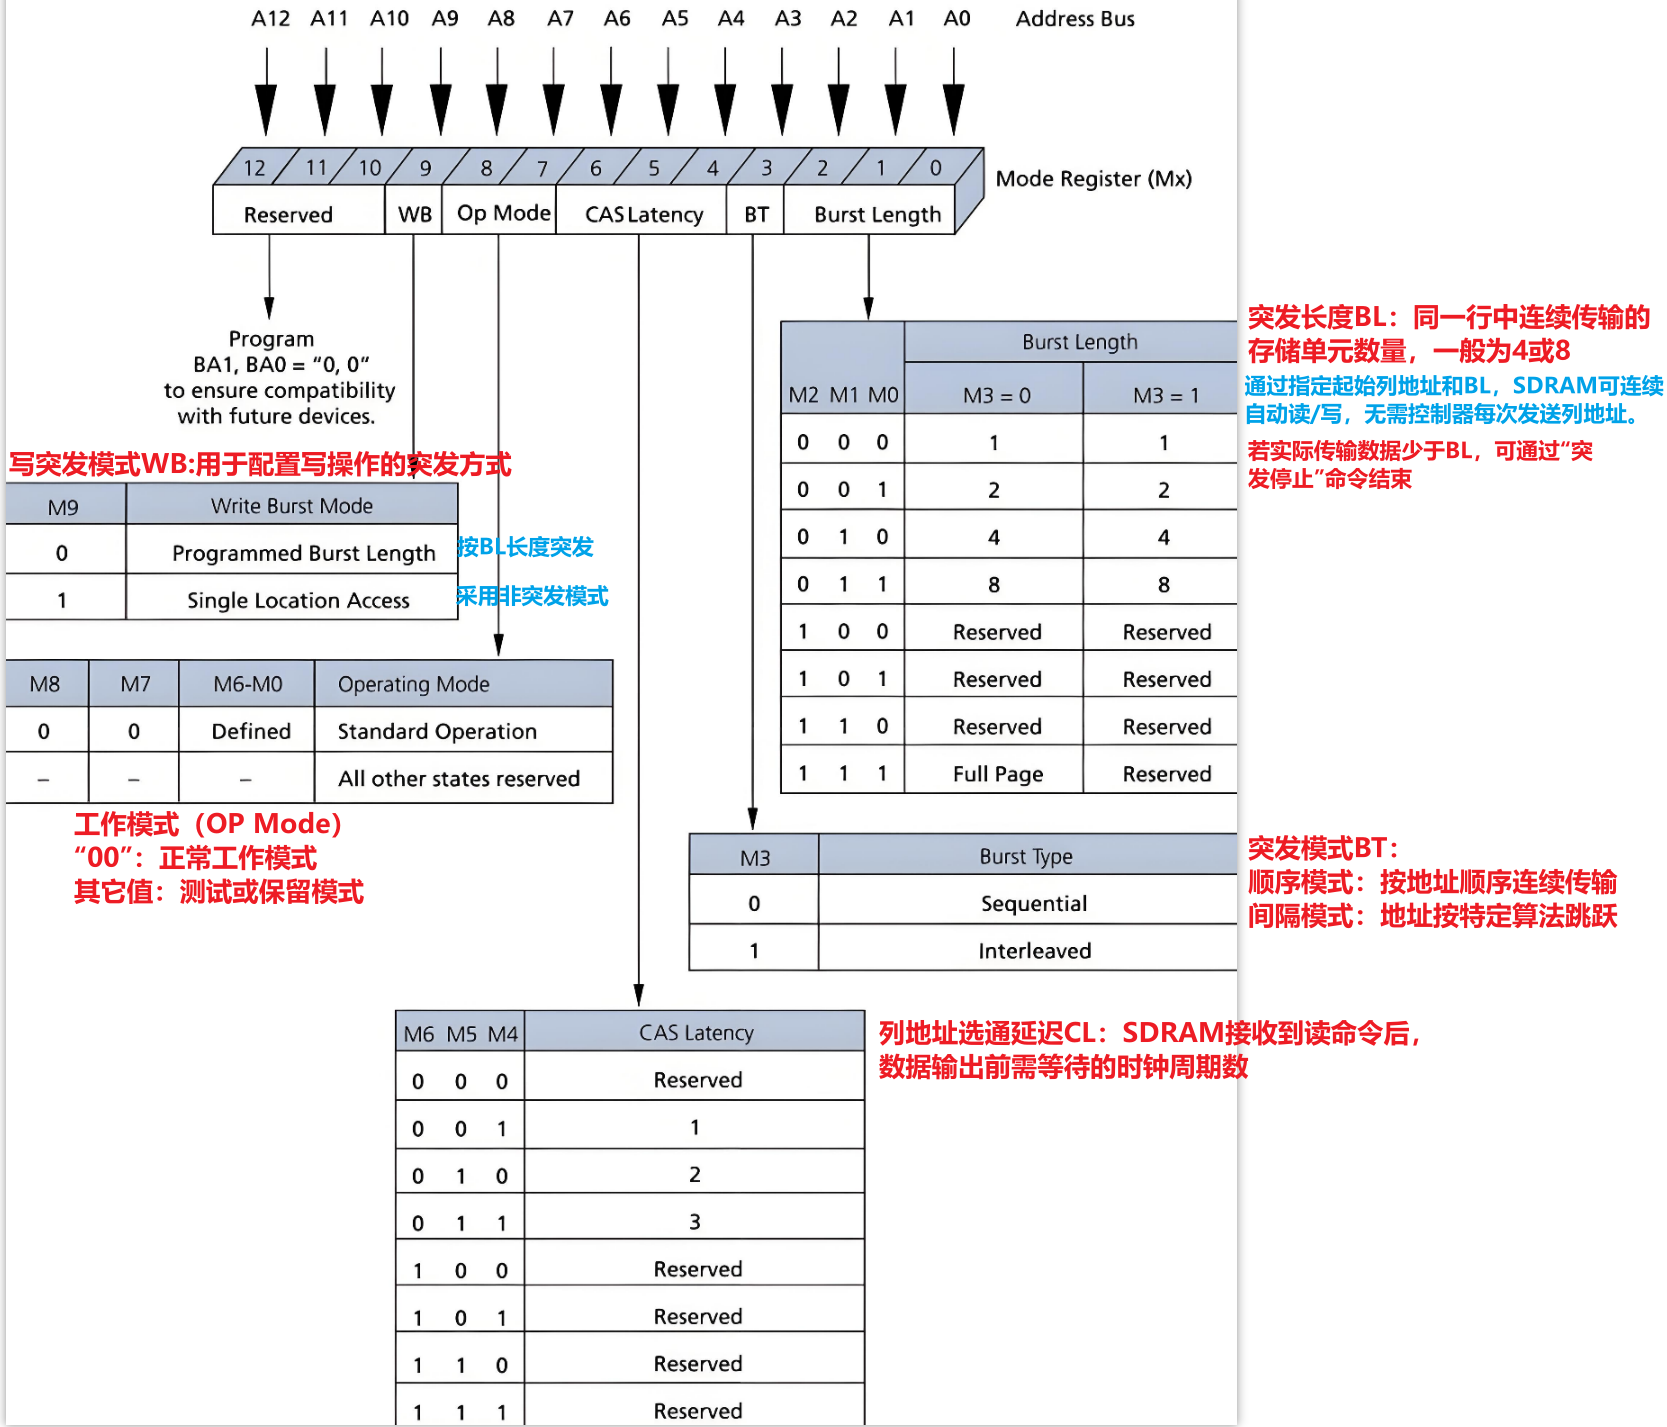 A12 A11 A10 A9 A8 A7 A6 A5 A4 A3 A2 A1 A0 Address Bus
12 11 10 9 8 7 6 5 4 3 2 1 0
Mode Register (Mx)
Reserved WB Op Mode CAS Latency BT Burst Length
Program
BA1, BA0 = “0, 0”
to ensure compatibility
with future devices.
写突发模式WB:用于配置写操作的突发方式
M9 Write Burst Mode
0 Programmed Burst Length 按BL长度突发
1 Single Location Access 采用非突发模式
M8 M7 M6-M0 Operating Mode
0 0 Defined Standard Operation
– – – All other states reserved
工作模式（OP Mode）
“00”：正常工作模式
其它值：测试或保留模式
Burst Length
M2 M1 M0 M3 = 0 M3 = 1
0 0 0 1 1
0 0 1 2 2
0 1 0 4 4
0 1 1 8 8
1 0 0 Reserved Reserved
1 0 1 Reserved Reserved
1 1 0 Reserved Reserved
1 1 1 Full Page Reserved
突发长度BL：同一行中连续传输的
存储单元数量，一般为4或8
通过指定起始列地址和BL，SDRAM可连续
自动读/写，无需控制器每次发送列地址。
若实际传输数据少于BL，可通过“突
发停止”命令结束
M3 Burst Type
0 Sequential
1 Interleaved
突发模式BT：
顺序模式：按地址顺序连续传输
间隔模式：地址按特定算法跳跃
M6 M5 M4 CAS Latency
0 0 0 Reserved
0 0 1 1
0 1 0 2
0 1 1 3
1 0 0 Reserved
1 0 1 Reserved
1 1 0 Reserved
1 1 1 Reserved
列地址选通延迟CL：SDRAM接收到读命令后，
数据输出前需等待的时钟周期数